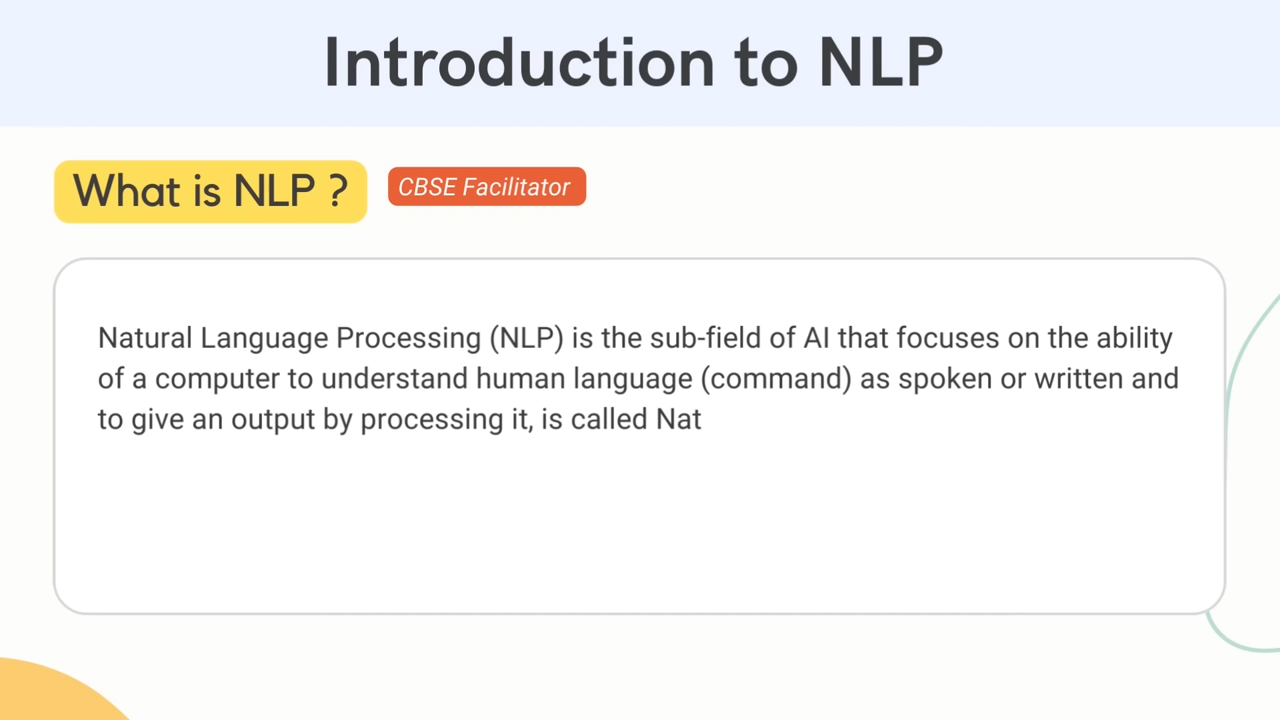 Introduction to NLP
What is NLP ?
CBSE Facilitator
Natural Language Processing (NLP) is the sub-field of AI that focuses on the ability
of a computer to understand human language (command) as spoken or written and
to give an output by processing it, is called Nat